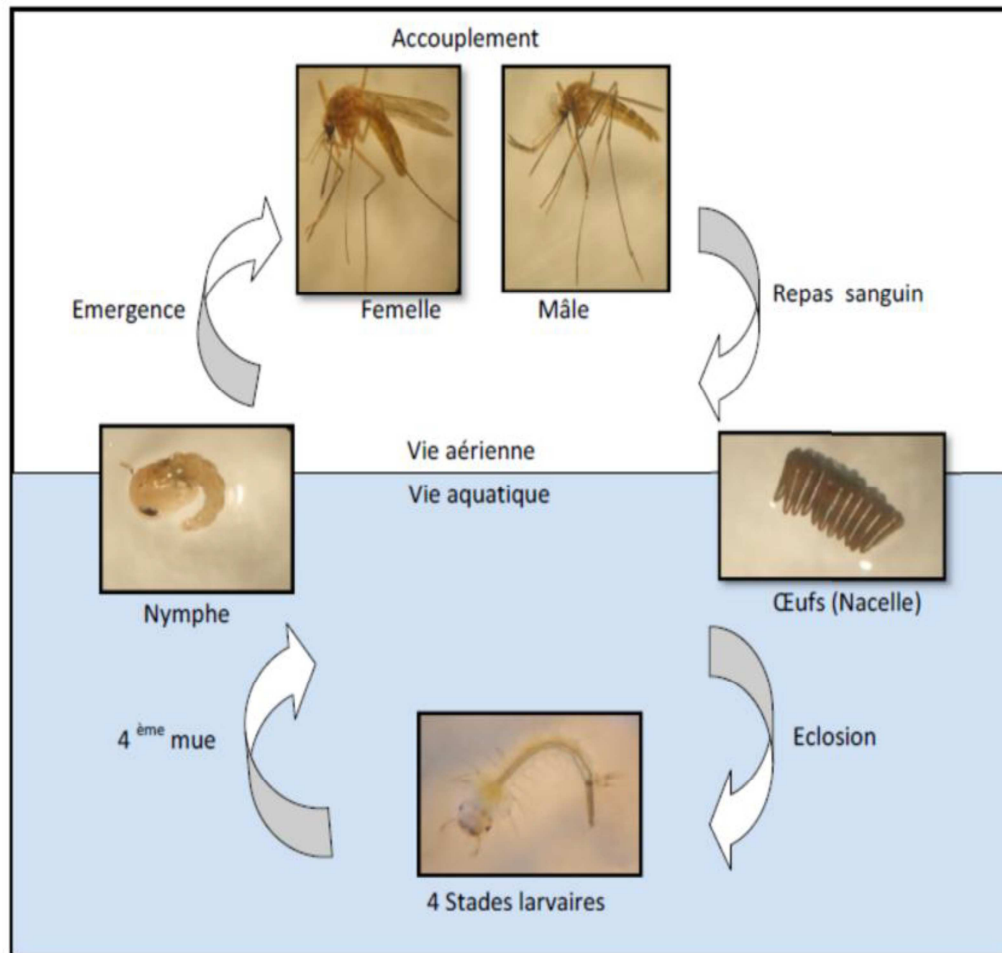 Accouplement
Femelle
Mâle
Emergence
Repas sanguin
Vie aérienne
Vie aquatique
Nymphe
Œufs (Nacelle)
4 ème mue
Eclosion
4 Stades larvaires